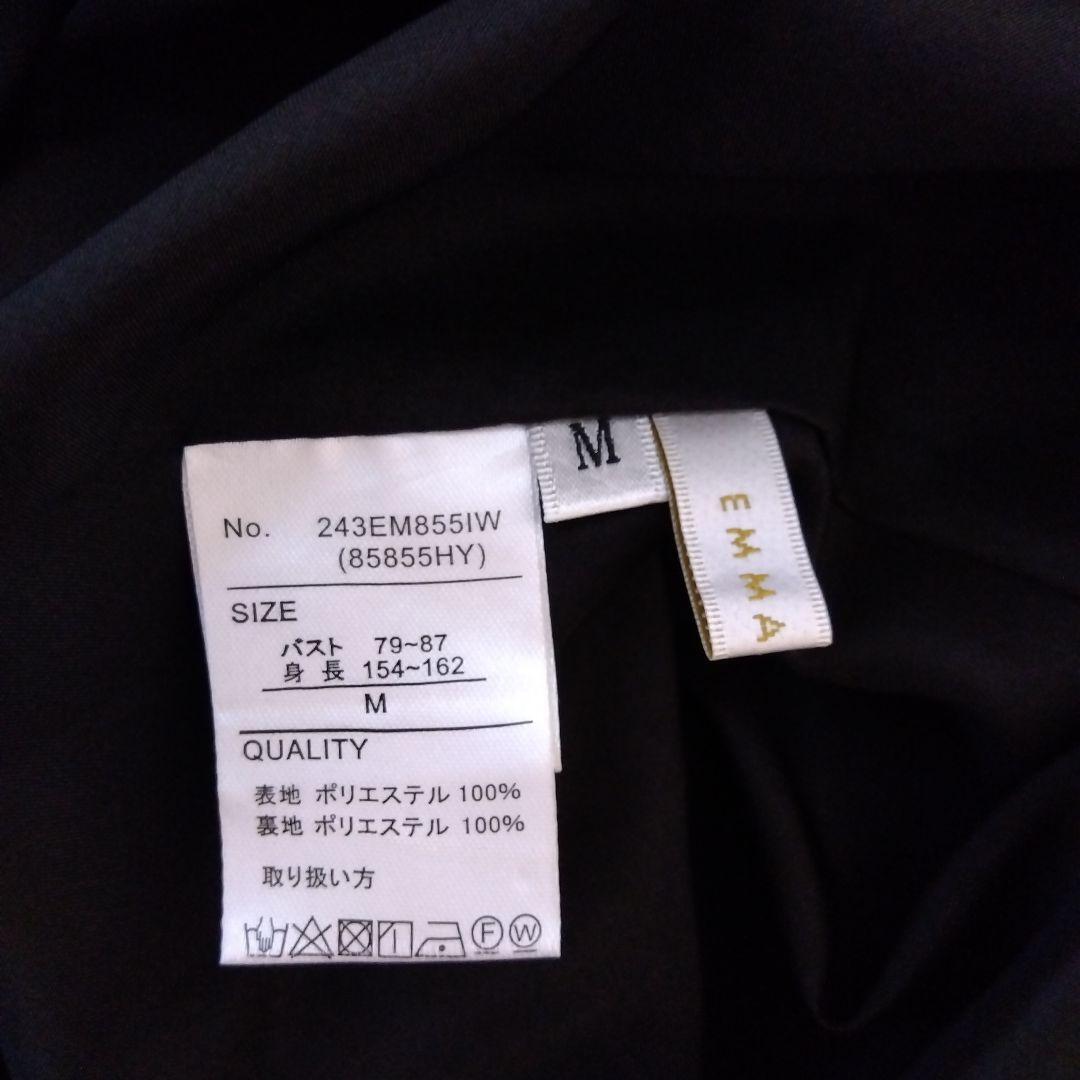 No. 243EM855IW
(85855HY)
SIZE
バスト 79~87
身長 154~162
M
QUALITY
表地 ポリエステル 100%
裏地 ポリエステル 100%
取り扱い方
F W
M
EMMA